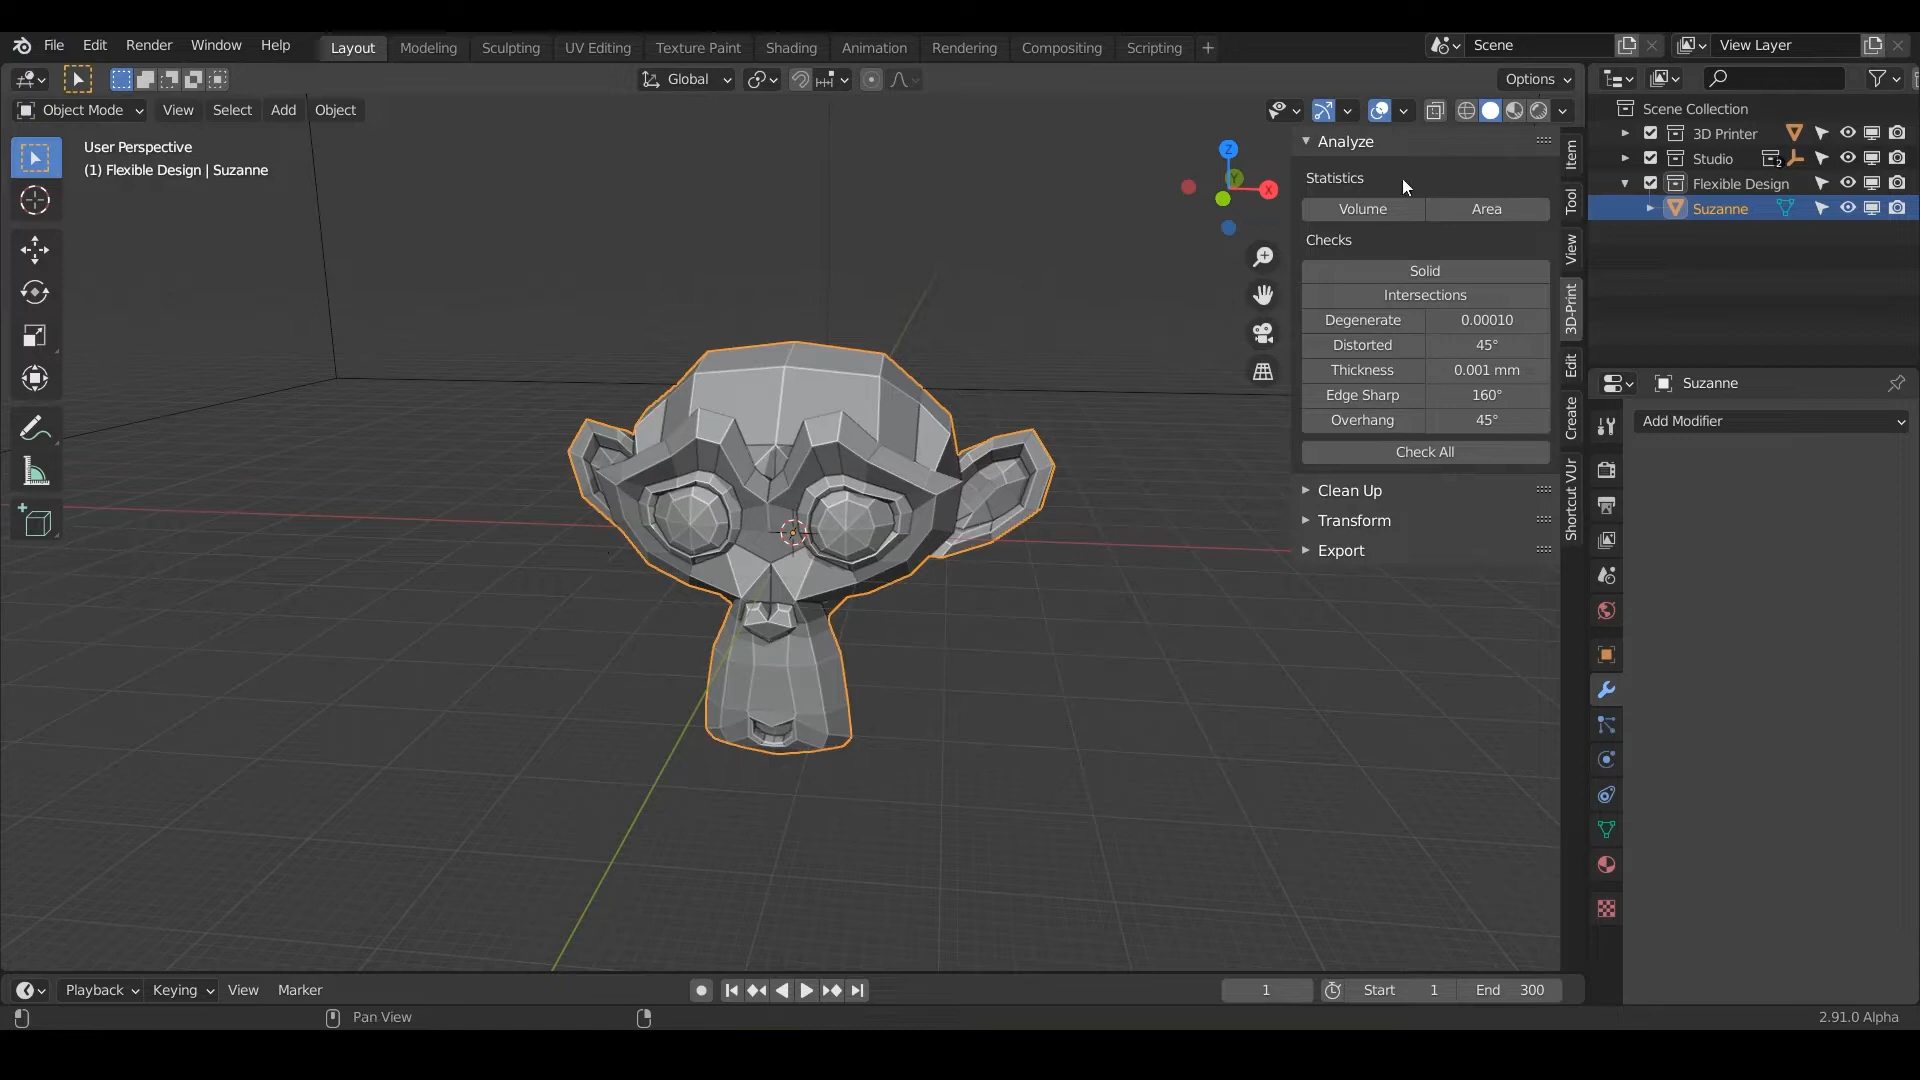 File Edit Render Window Help Layout Modeling Sculpting UV Editing Texture Paint Shading Animation Rendering Compositing Scripting + Scene View Layer
Global Options
Object Mode View Select Add Object
User Perspective
(1) Flexible Design | Suzanne
Z
Y
X
Analyze
Statistics
Volume Area
Checks
Solid
Intersections
Degenerate 0.00010
Distorted 45°
Thickness 0.001 mm
Edge Sharp 160°
Overhang 45°
Check All
Clean Up
Transform
Export
Item
Tool
View
3D-Print
Edit
Create
Shortcut VUr
Scene Collection
3D Printer
Studio 2
Flexible Design
Suzanne
Suzanne
Add Modifier
Playback Keying View Marker 1 Start 1 End 300
Pan View 2.91.0 Alpha